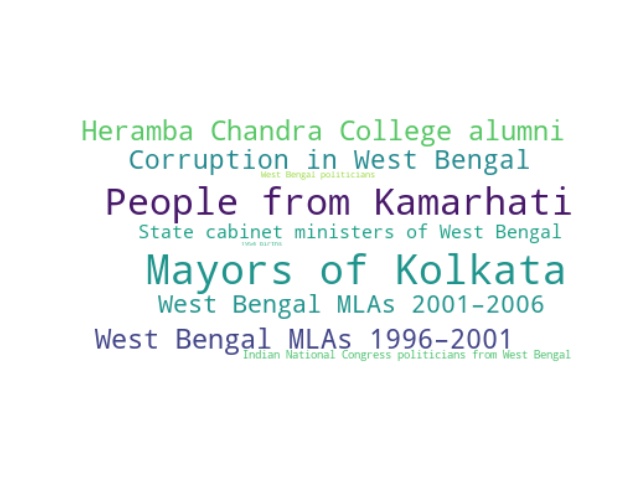 Heramba Chandra College alumni
Corruption in West Bengal
West Bengal politicians
People from Kamarhati
State cabinet ministers of West Bengal
births
Mayors of Kolkata
West Bengal MLAs 2001–2006
West Bengal MLAs 1996–2001
Indian National Congress politicians from West Bengal